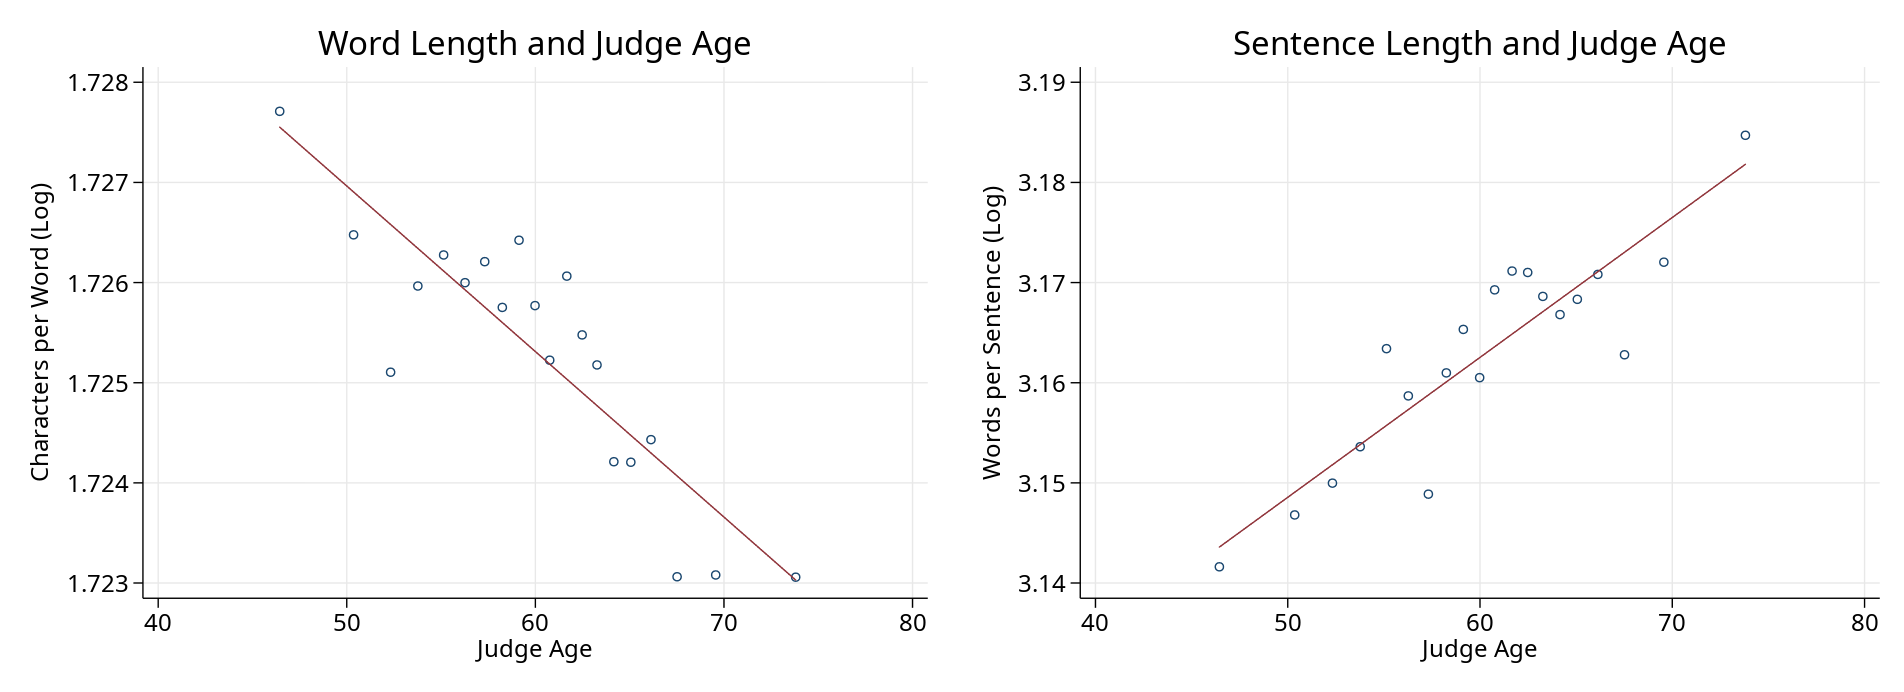 Word Length and Judge Age
1.728
1.727
1.726
1.725
1.724
1.723
Characters per Word (Log)
40 50 60 70 80
Judge Age
Sentence Length and Judge Age
3.19
3.18
3.17
3.16
3.15
3.14
Words per Sentence (Log)
40 50 60 70 80
Judge Age